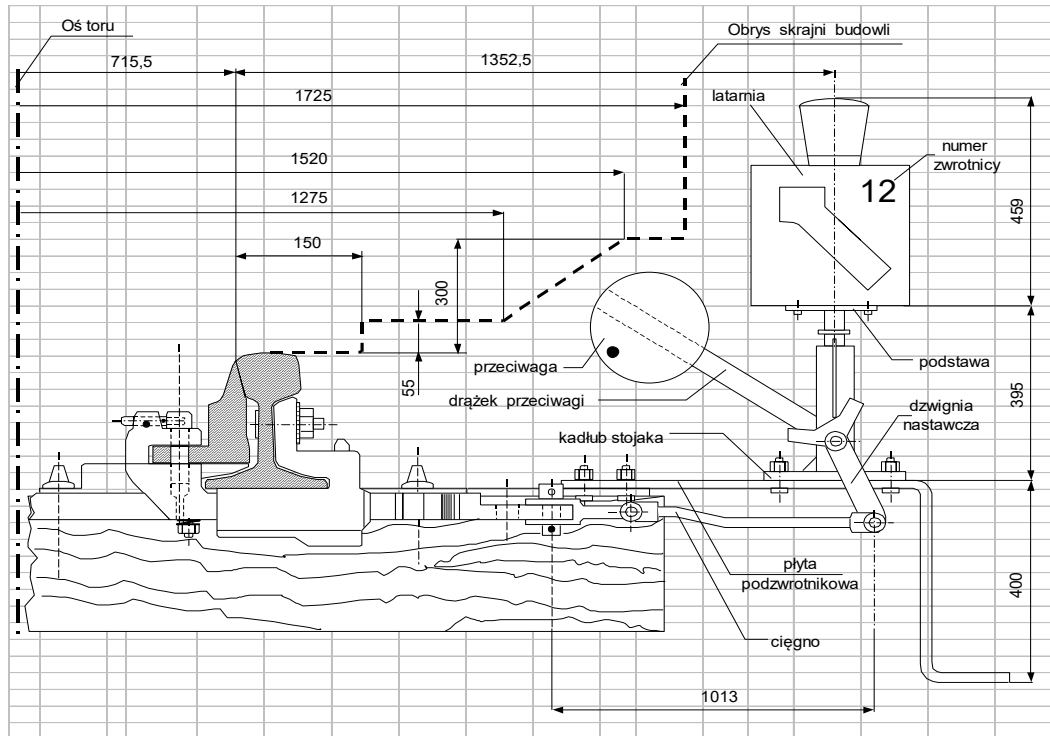 Oś toru
Obrys skrajni budowli
715,5
1352,5
1725
latarnia
numer
zwrotnicy
12
1520
1275
459
150
300
55
przeciwaga
podstawa
drążek przeciwagi
395
dzwignia
nastawcza
kadłub stojaka
płyta
podzwrotnikowa
400
cięgno
1013